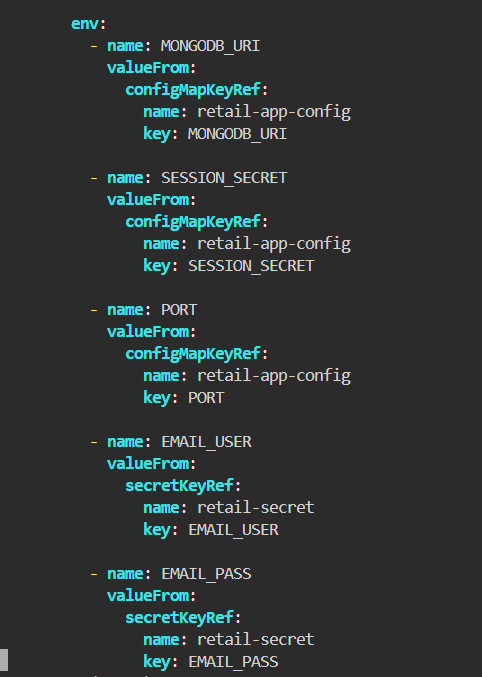 env:
- name: MONGODB_URI
valueFrom:
configMapKeyRef:
name: retail-app-config
key: MONGODB_URI
- name: SESSION_SECRET
valueFrom:
configMapKeyRef:
name: retail-app-config
key: SESSION_SECRET
- name: PORT
valueFrom:
configMapKeyRef:
name: retail-app-config
key: PORT
- name: EMAIL_USER
valueFrom:
secretKeyRef:
name: retail-secret
key: EMAIL_USER
- name: EMAIL_PASS
valueFrom:
secretKeyRef:
name: retail-secret
key: EMAIL_PASS